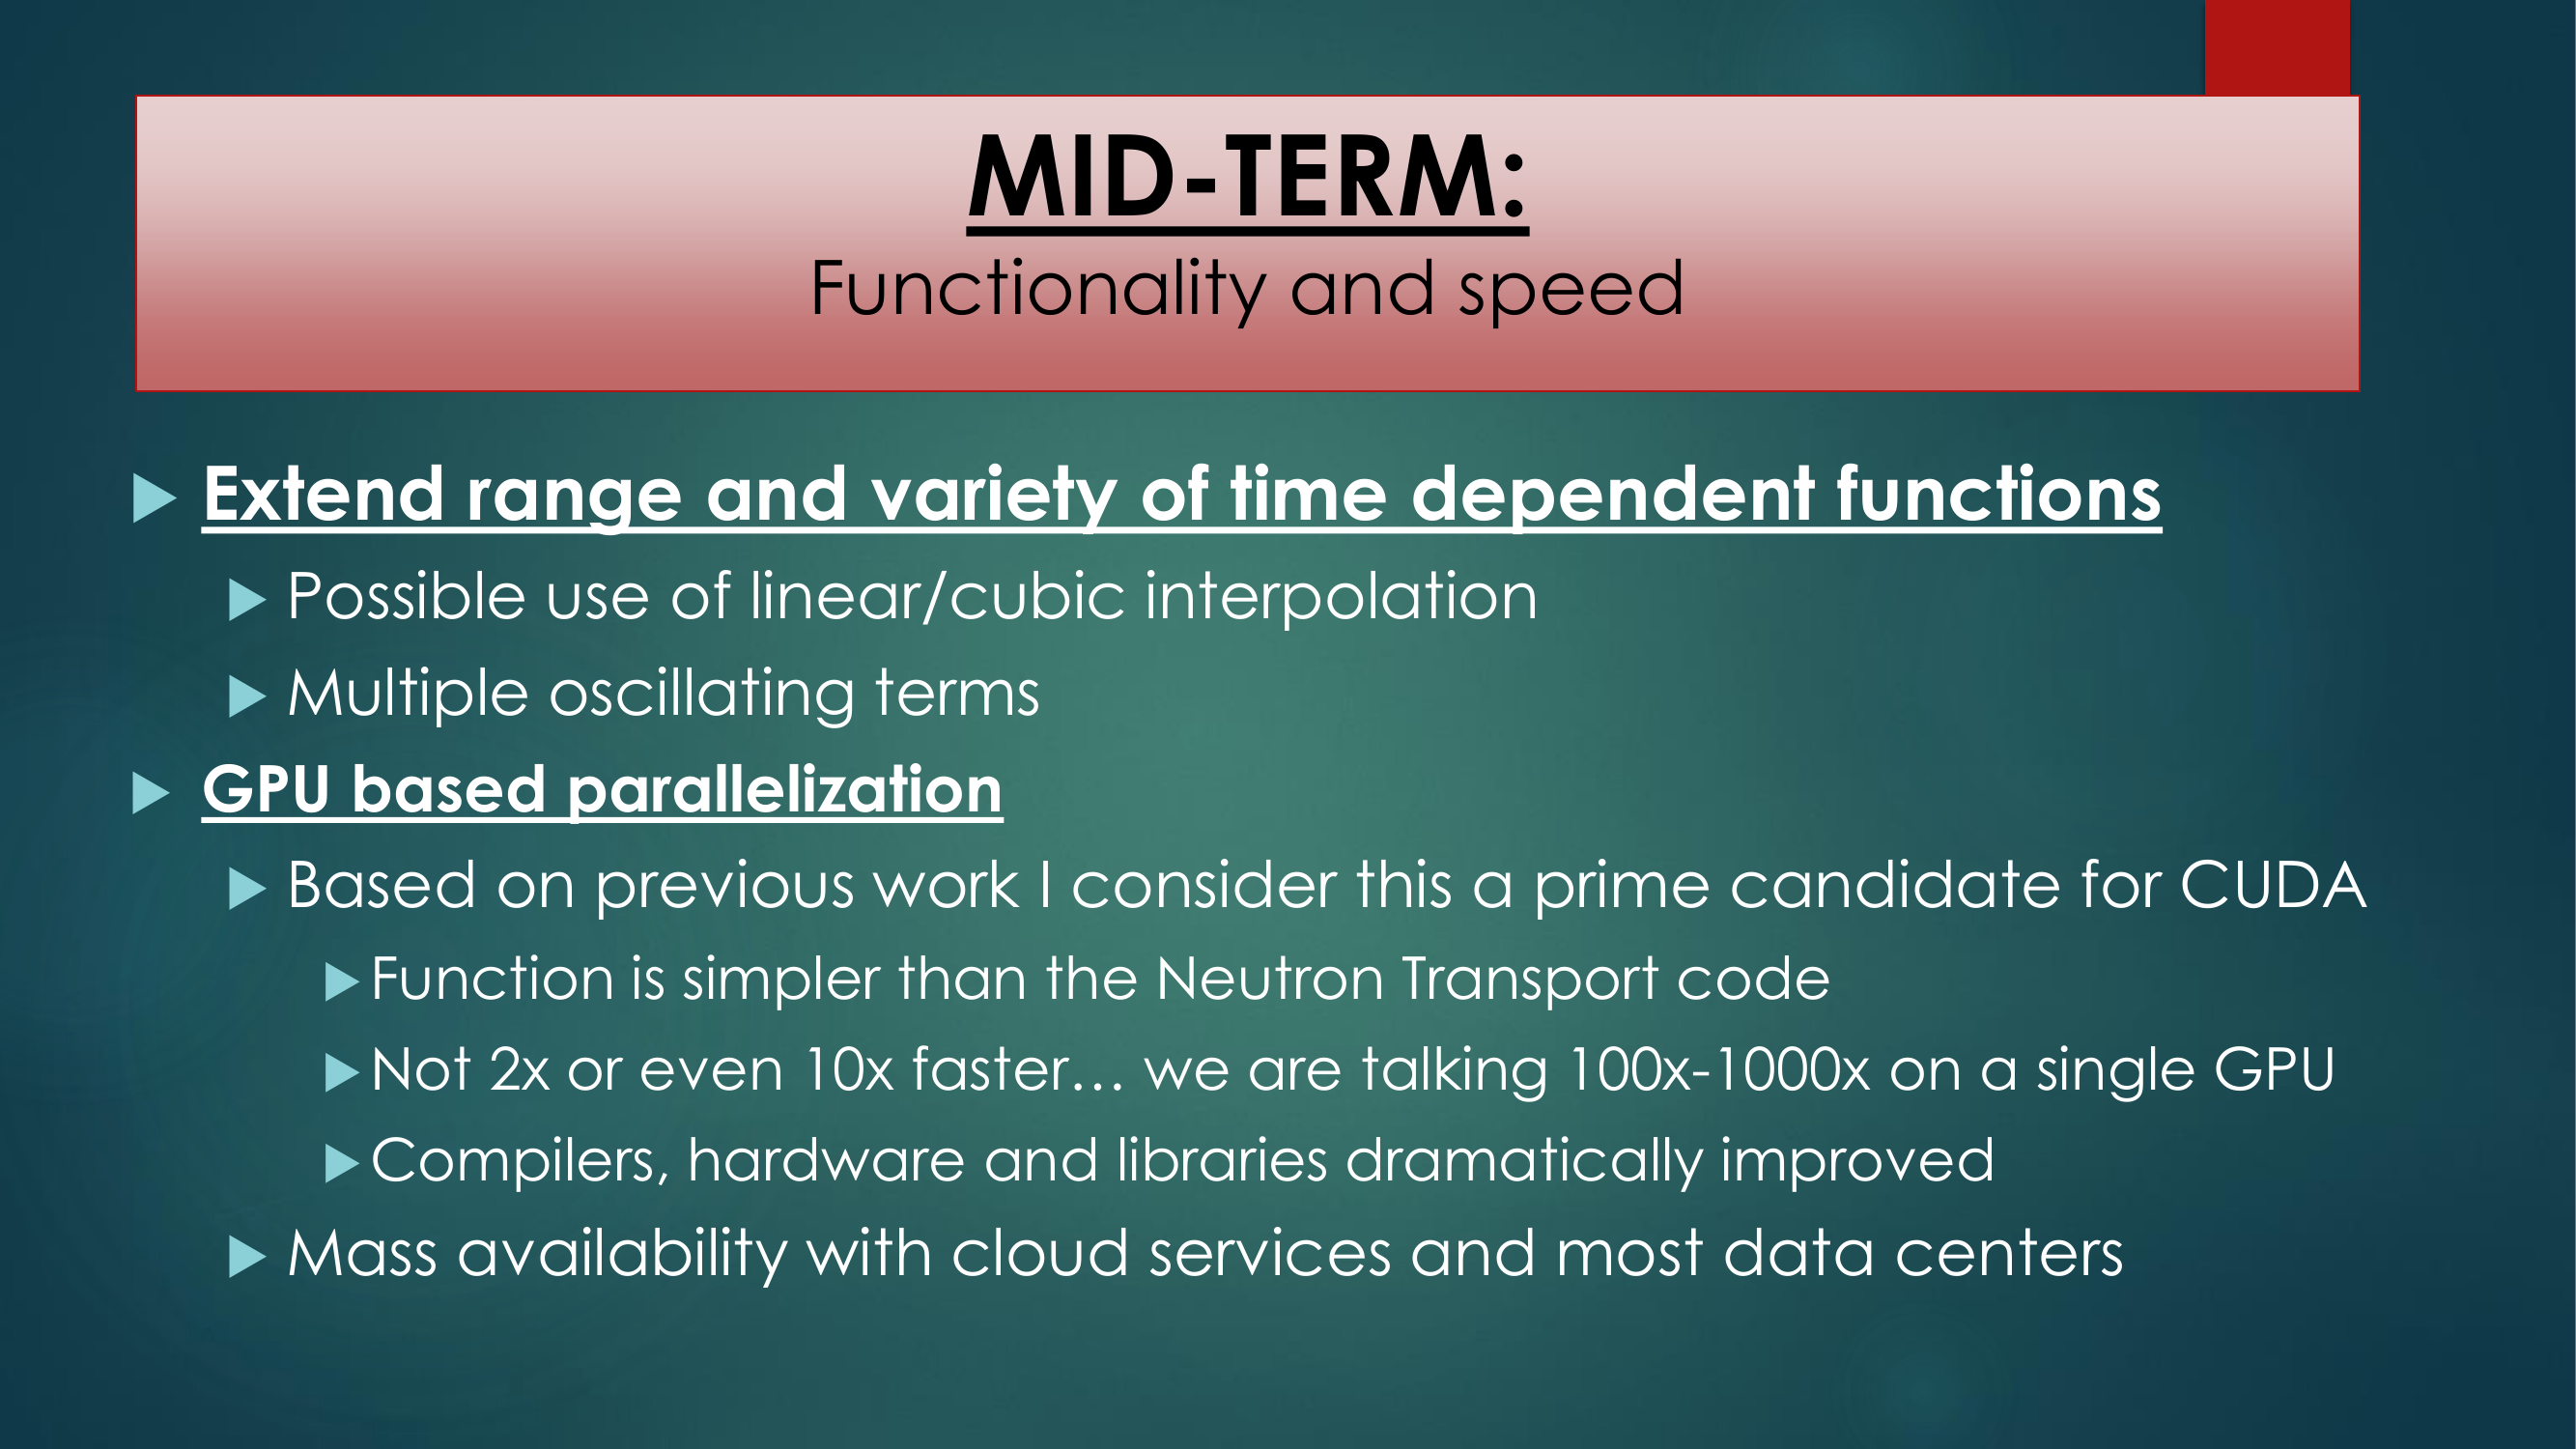 MID-TERM:
Functionality and speed
Extend range and variety of time dependent functions
Possible use of linear/cubic interpolation
Multiple oscillating terms
GPU based parallelization
Based on previous work I consider this a prime candidate for CUDA
Function is simpler than the Neutron Transport code
Not 2x or even 10x faster… we are talking 100x-1000x on a single GPU
Compilers, hardware and libraries dramatically improved
Mass availability with cloud services and most data centers